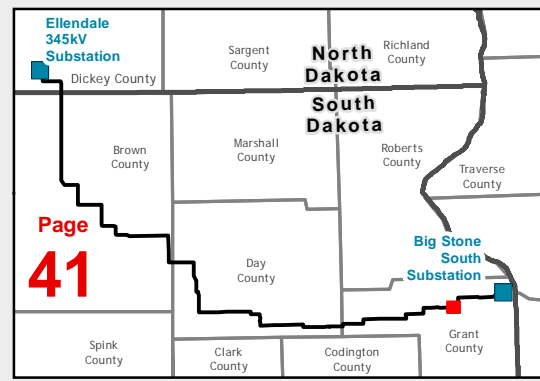 Ellendale
345kV
Substation
Dickey County
Sargent
County
North
Dakota
Richland
County
South
Dakota
Brown
County
Marshall
County
Roberts
County
Traverse
County
Page
41
Day
County
Big Stone
South
Substation
Grant
County
Spink
County
Clark
County
Codington
County